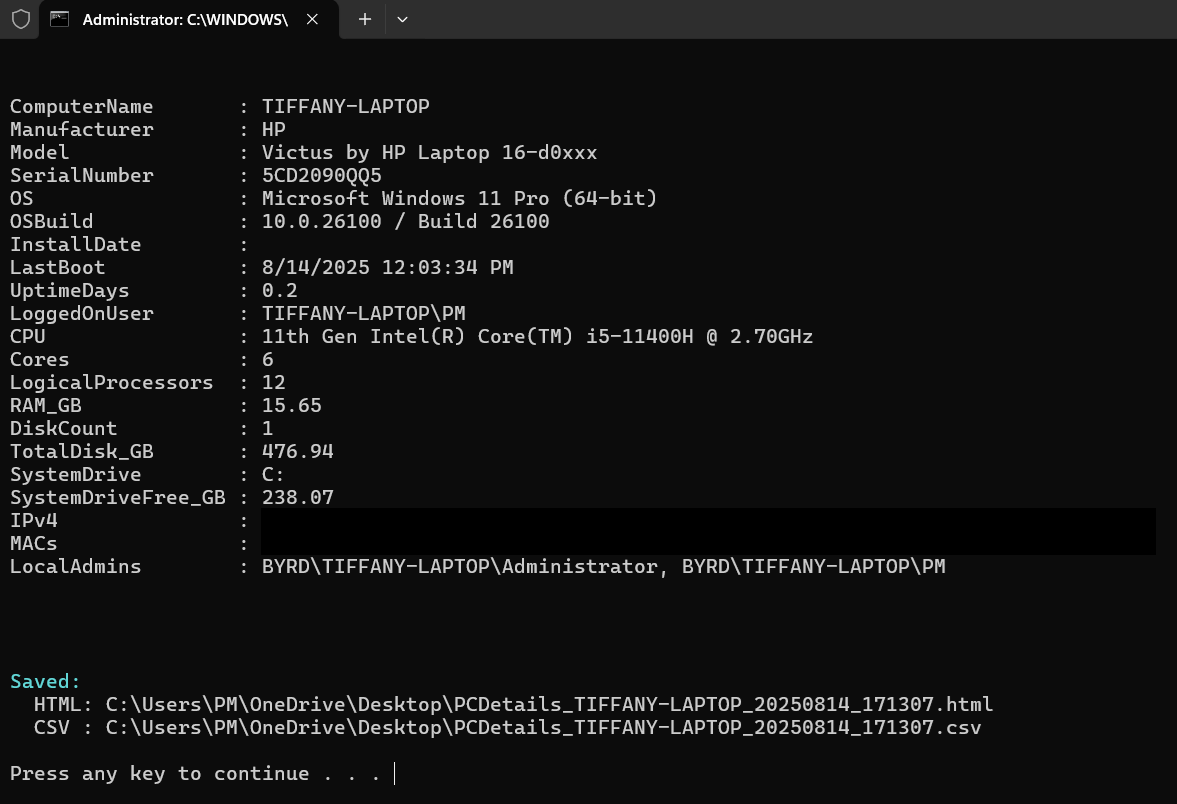 Administrator: C:\WINDOWS\
ComputerName : TIFFANY-LAPTOP
Manufacturer : HP
Model : Victus by HP Laptop 16-d0xxx
SerialNumber : 5CD2090QQ5
OS : Microsoft Windows 11 Pro (64-bit)
OSBuild : 10.0.26100 / Build 26100
InstallDate :
LastBoot : 8/14/2025 12:03:34 PM
UptimeDays : 0.2
LoggedOnUser : TIFFANY-LAPTOP\PM
CPU : 11th Gen Intel(R) Core(TM) i5-11400H @ 2.70GHz
Cores : 6
LogicalProcessors : 12
RAM_GB : 15.65
DiskCount : 1
TotalDisk_GB : 476.94
SystemDrive : C:
SystemDriveFree_GB : 238.07
IPv4 :
MACs :
LocalAdmins : BYRD\TIFFANY-LAPTOP\Administrator, BYRD\TIFFANY-LAPTOP\PM
Saved:
HTML: C:\Users\PM\OneDrive\Desktop\PCDetails_TIFFANY-LAPTOP_20250814_171307.html
CSV : C:\Users\PM\OneDrive\Desktop\PCDetails_TIFFANY-LAPTOP_20250814_171307.csv
Press any key to continue . . .